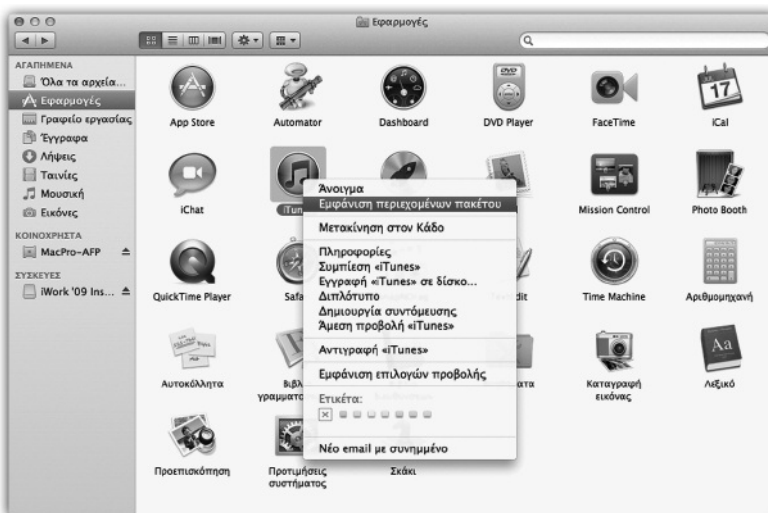 Εφαρμογές
ΑΓΑΠΗΜΕΝΑ
Όλα τα αρχεία...
Εφαρμογές
Γραφείο εργασίας
Έγγραφα
Λήψεις
Ταινίες
Μουσική
Εικόνες
ΚΟΙΝΟΧΡΗΣΤΑ
MacPro-AFP
ΣΥΣΚΕΥΕΣ
iWork '09 Ins...
App Store
Automator
Dashboard
DVD Player
FaceTime
JUL
17
iCal
iChat
Mission Control
Photo Booth
QuickTime Player
Time Machine
Αριθμομηχανή
Αυτοκόλλητα
Καταγραφή
εικόνας
Aa
Λεξικό
Προεπισκόπηση
Προτιμήσεις
συστήματος
Σκάκι
Άνοιγμα
Εμφάνιση περιεχομένων πακέτου
Μετακίνηση στον Κάδο
Πληροφορίες
Συμπίεση «iTunes»
Εγγραφή «iTunes» σε δίσκο...
Διπλότυπο
Δημιουργία συντόμευσης
Άμεση προβολή «iTunes»
Αντιγραφή «iTunes»
Εμφάνιση επιλογών προβολής
Ετικέτα:
Νέο email με συνημμένο